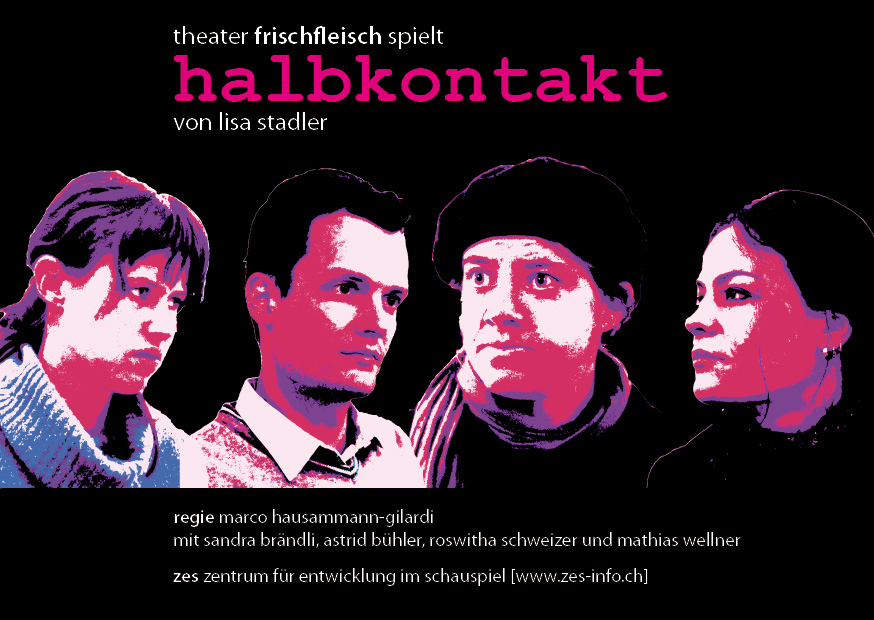 theater frischfleisch spielt
halbkontakt
von lisa stadler
regie marco hausammann-gilardi
mit sandra brändli, astrid bühler, roswitha schweizer und mathias wellner
zes zentrum für entwicklung im schauspiel [www.zes-info.ch]